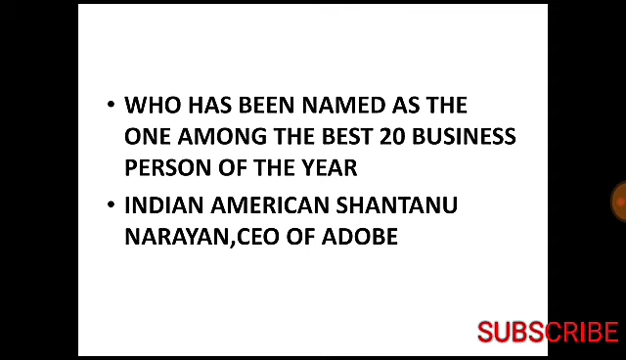 • WHO HAS BEEN NAMED AS THE
ONE AMONG THE BEST 20 BUSINESS
PERSON OF THE YEAR
• INDIAN AMERICAN SHANTANU
NARAYAN,CEO OF ADOBE
SUBSCRIBE